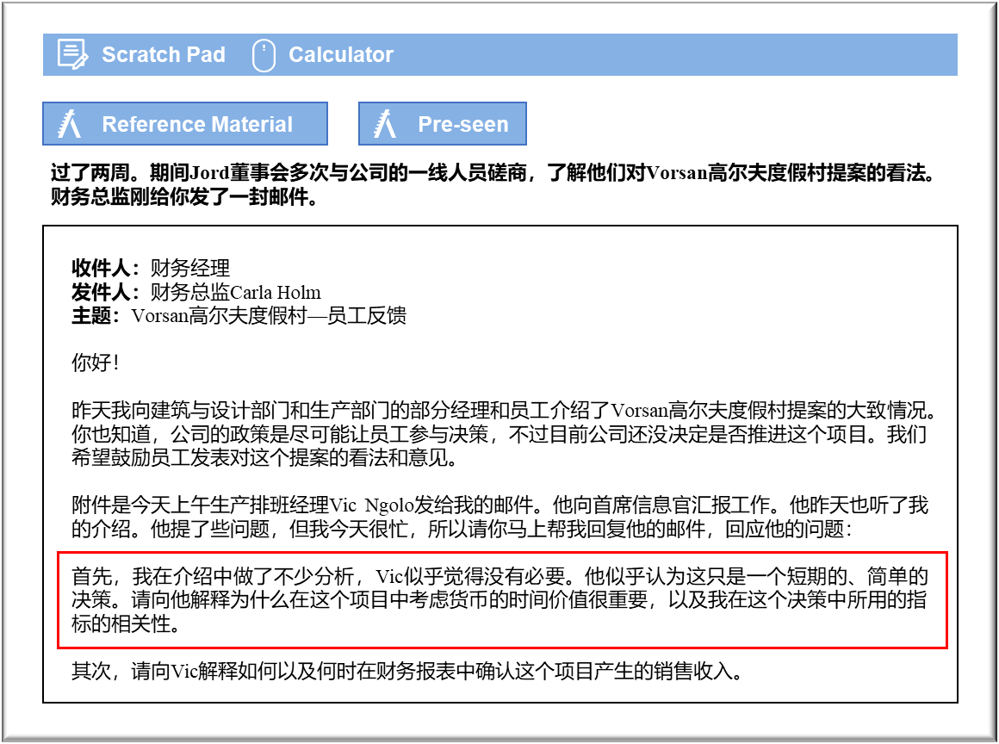 Scratch Pad Calculator
Reference Material Pre-seen
过了两周。期间Jord董事会多次与公司的一线人员磋商，了解他们对Vorsan高尔夫度假村提案的看法。
财务总监刚给你发了一封邮件。
收件人：财务经理
发件人：财务总监Carla Holm
主题：Vorsan高尔夫度假村—员工反馈
你好！
昨天我向建筑与设计部门和生产部门的部分经理和员工介绍了Vorsan高尔夫度假村提案的大致情况。
你也知道，公司的政策是尽可能让员工参与决策，不过目前公司还没决定是否推进这个项目。我们
希望鼓励员工发表对这个提案的看法和意见。
附件是今天上午生产排班经理Vic Ngolo发给我的邮件。他向首席信息官汇报工作。他昨天也听了我
的介绍。他提了些问题，但我今天很忙，所以请你马上帮我回复他的邮件，回应他的问题：
首先，我在介绍中做了不少分析，Vic似乎觉得没有必要。他似乎认为这只是一个短期的、简单的
决策。请向他解释为什么在这个项目中考虑货币的时间价值很重要，以及我在这个决策中所用的指
标的相关性。
其次，请向Vic解释如何以及何时在财务报表中确认这个项目产生的销售收入。